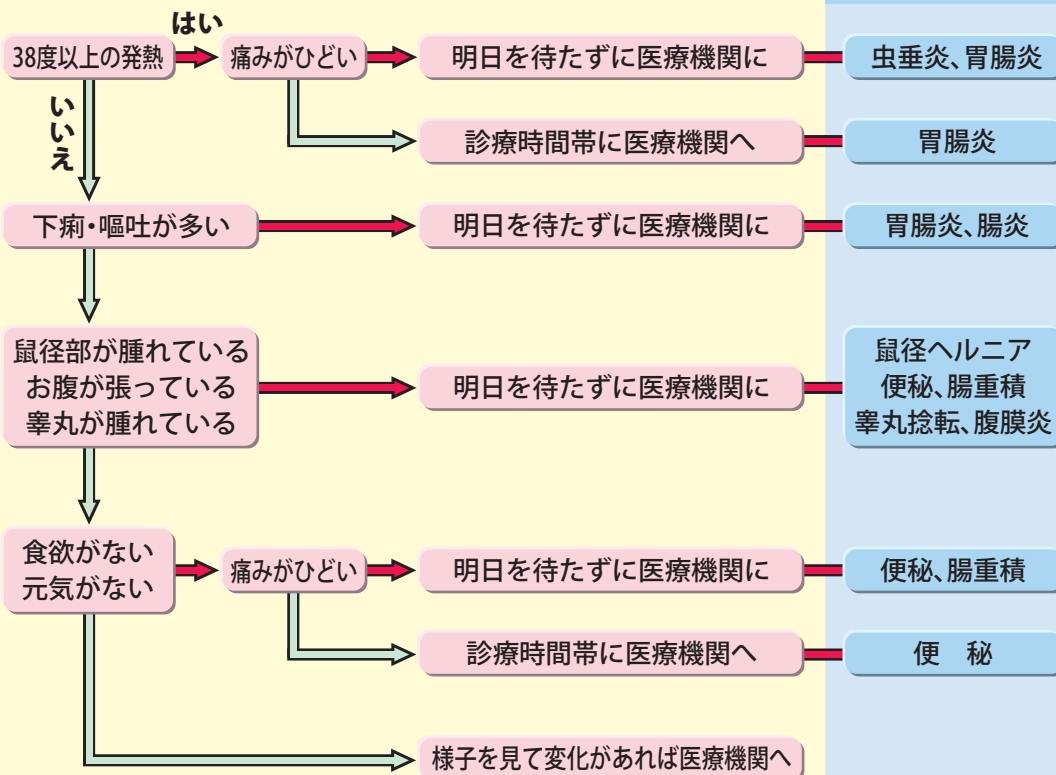 はい
38度以上の発熱
痛みがひどい
明日を待たずに医療機関に
虫垂炎、胃腸炎
いいえ
診療時間帯に医療機関へ
胃腸炎
下痢・嘔吐が多い
明日を待たずに医療機関に
胃腸炎、腸炎
鼠径部が腫れている
お腹が張っている
睾丸が腫れている
明日を待たずに医療機関に
鼠径ヘルニア
便秘、腸重積
睾丸捻転、腹膜炎
食欲がない
元気がない
痛みがひどい
明日を待たずに医療機関に
便秘、腸重積
診療時間帯に医療機関へ
便　秘
様子を見て変化があれば医療機関へ